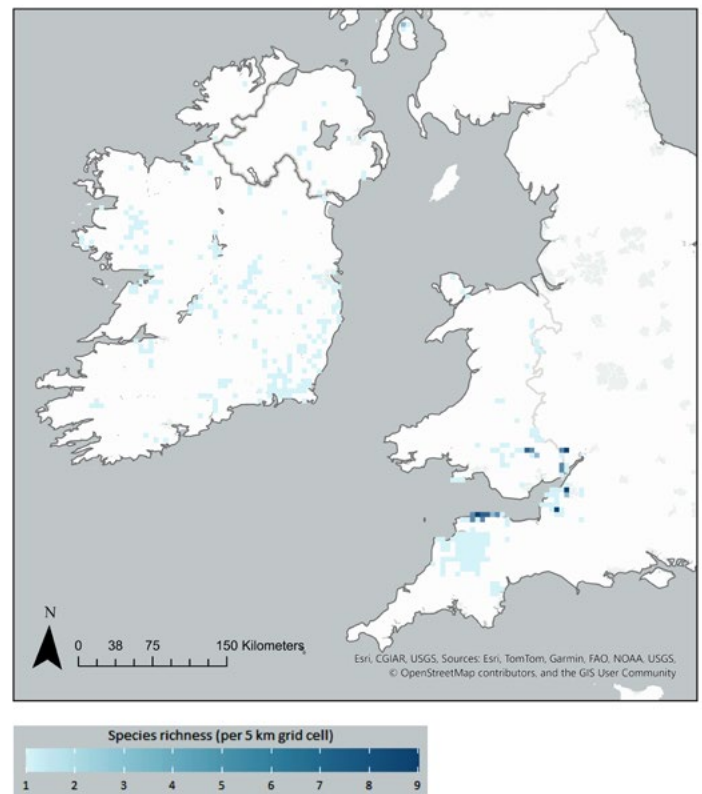 N
0 38 75 150 Kilometers
Esri, CGIAR, USGS, Sources: Esri, TomTom, Garmin, FAO, NOAA, USGS,
© OpenStreetMap contributors, and the GIS User Community
Species richness (per 5 km grid cell)
1 2 3 4 5 6 7 8 9